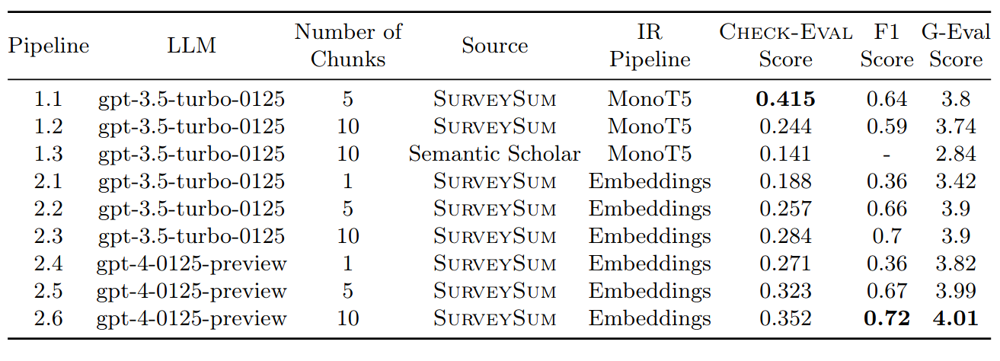 Pipeline LLM Number of Chunks Source IR Pipeline CHECK-EVAL Score F1 Score G-Eval Score
1.1 gpt-3.5-turbo-0125 5 SURVEYSUM MonoT5 0.415 0.64 3.8
1.2 gpt-3.5-turbo-0125 10 SURVEYSUM MonoT5 0.244 0.59 3.74
1.3 gpt-3.5-turbo-0125 10 Semantic Scholar MonoT5 0.141 - 2.84
2.1 gpt-3.5-turbo-0125 1 SURVEYSUM Embeddings 0.188 0.36 3.42
2.2 gpt-3.5-turbo-0125 5 SURVEYSUM Embeddings 0.257 0.66 3.9
2.3 gpt-3.5-turbo-0125 10 SURVEYSUM Embeddings 0.284 0.7 3.9
2.4 gpt-4-0125-preview 1 SURVEYSUM Embeddings 0.271 0.36 3.82
2.5 gpt-4-0125-preview 5 SURVEYSUM Embeddings 0.323 0.67 3.99
2.6 gpt-4-0125-preview 10 SURVEYSUM Embeddings 0.352 0.72 4.01